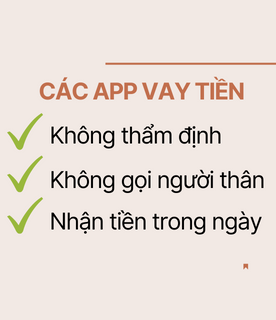 CÁC APP VAY TIỀN
Không thẩm định
Không gọi người thân
Nhận tiền trong ngày